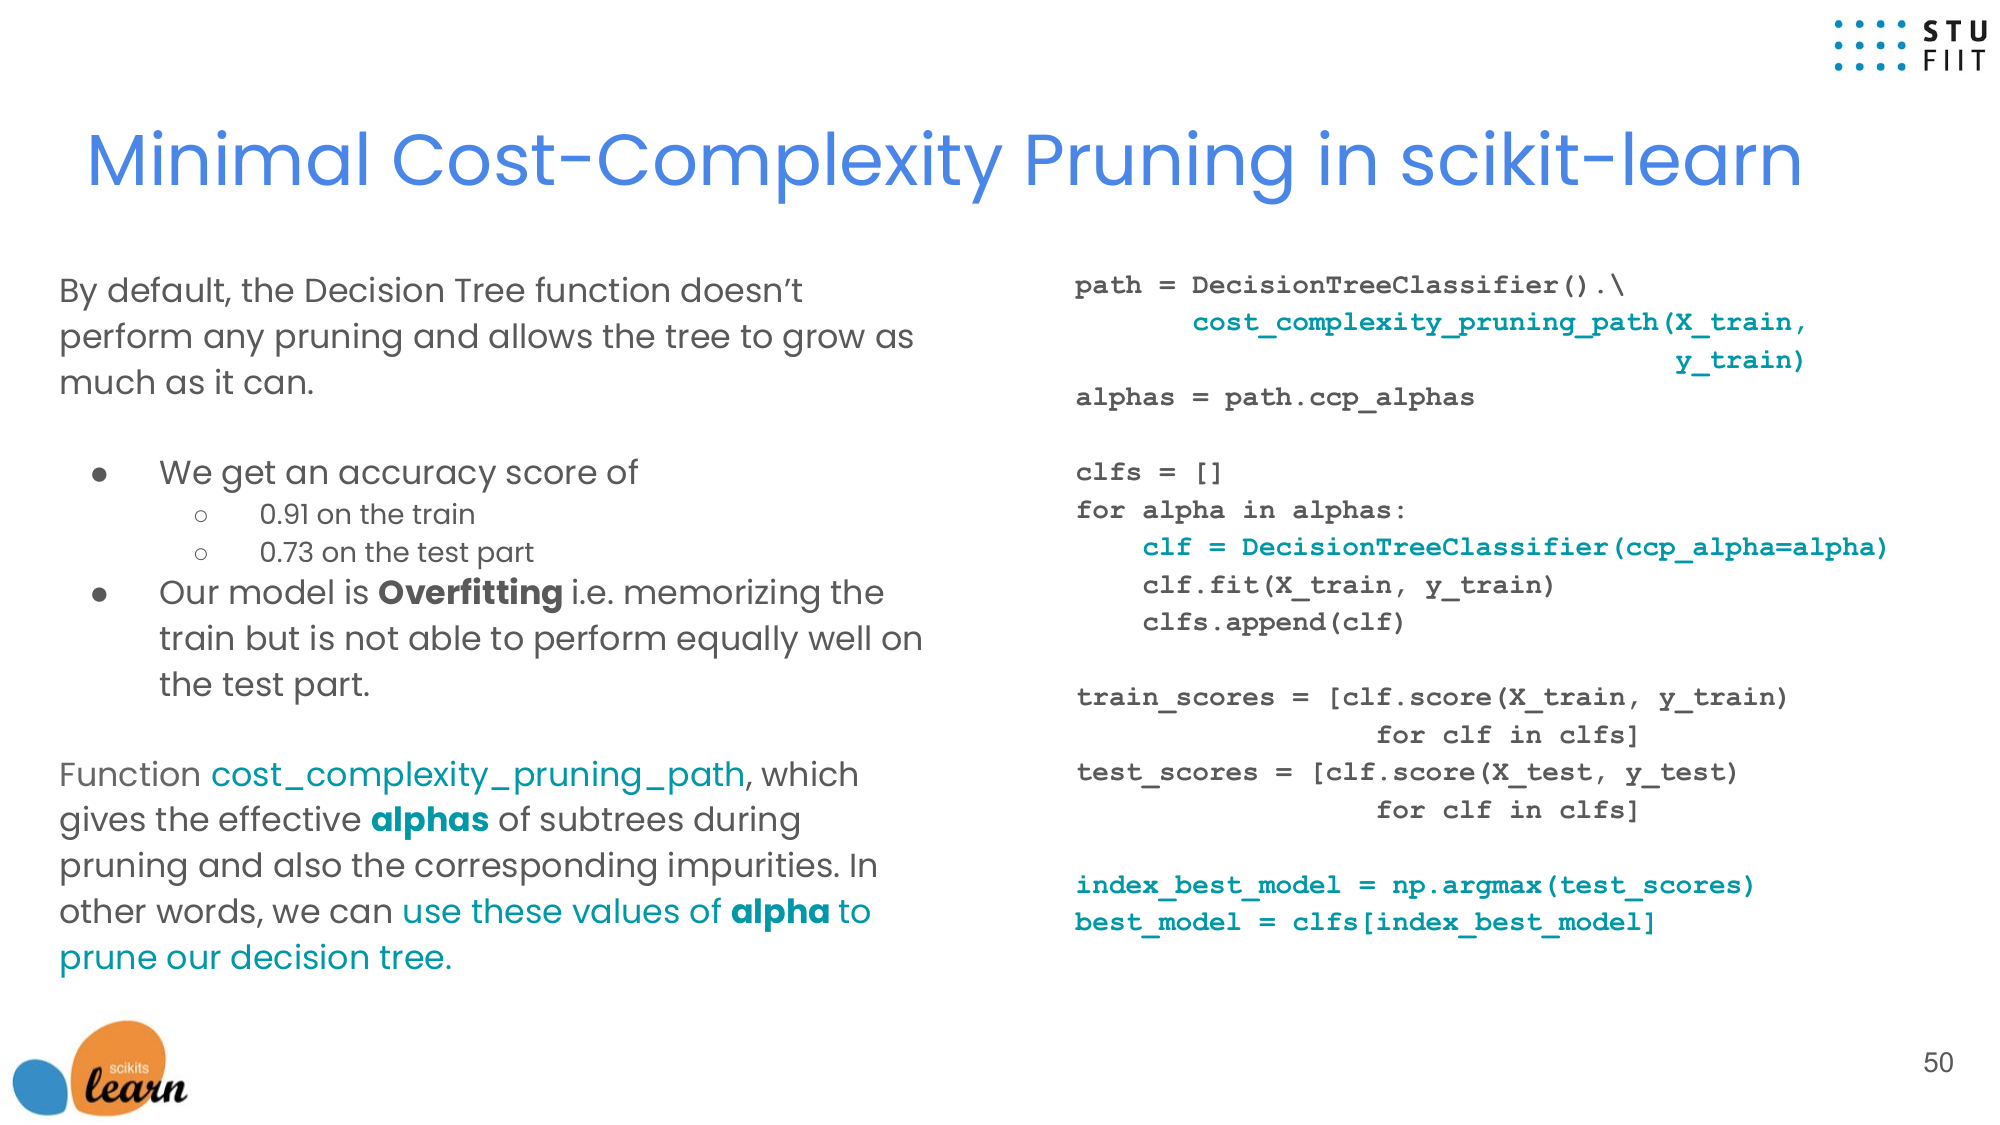 STU
FIIT
Minimal Cost-Complexity Pruning in scikit-learn
By default, the Decision Tree function doesn’t
perform any pruning and allows the tree to grow as
much as it can.
● We get an accuracy score of
○ 0.91 on the train
○ 0.73 on the test part
● Our model is Overfitting i.e. memorizing the
train but is not able to perform equally well on
the test part.
Function cost_complexity_pruning_path, which
gives the effective alphas of subtrees during
pruning and also the corresponding impurities. In
other words, we can use these values of alpha to
prune our decision tree.
path = DecisionTreeClassifier().\
       cost_complexity_pruning_path(X_train,
                                    y_train)
alphas = path.ccp_alphas
clfs = []
for alpha in alphas:
    clf = DecisionTreeClassifier(ccp_alpha=alpha)
    clf.fit(X_train, y_train)
    clfs.append(clf)
train_scores = [clf.score(X_train, y_train)
                  for clf in clfs]
test_scores = [clf.score(X_test, y_test)
                  for clf in clfs]
index_best_model = np.argmax(test_scores)
best_model = clfs[index_best_model]
scikits
learn
50